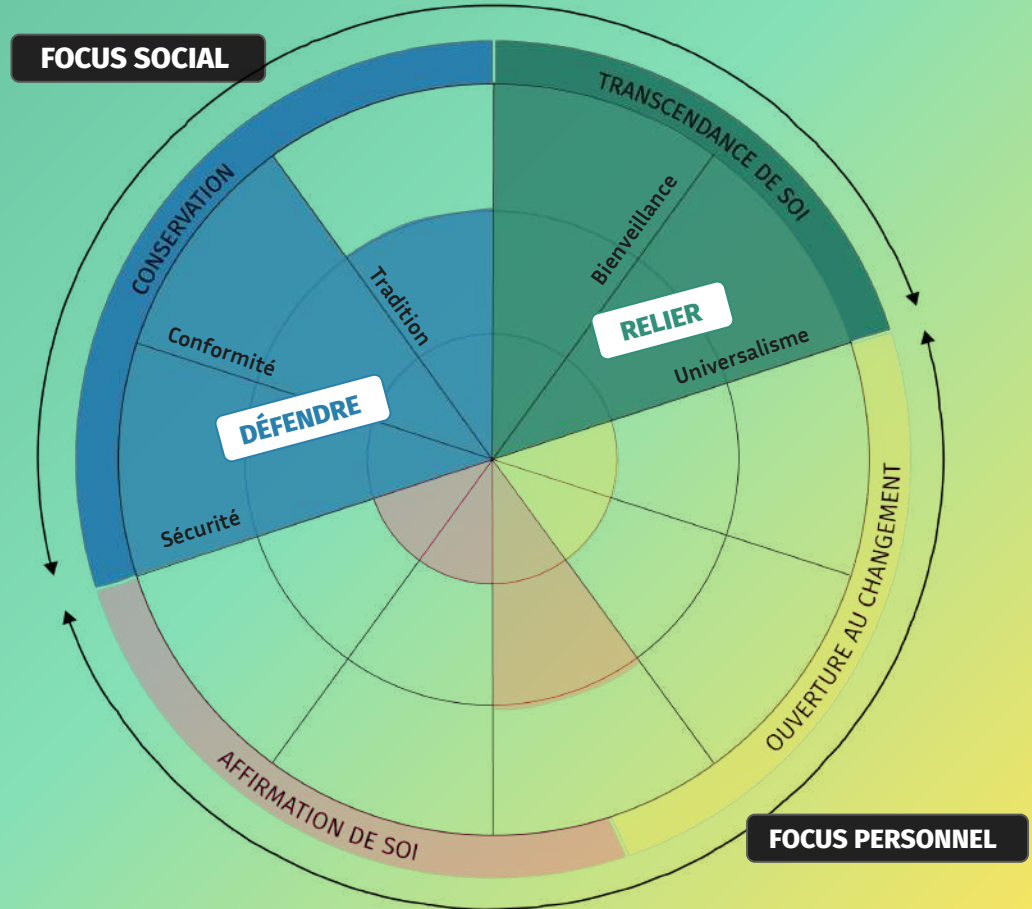 FOCUS SOCIAL
TRANSCENDANCE DE SOI
CONSERVATION
Bienveillance
Tradition
RELIER
Conformité
Universalisme
DÉFENDRE
Sécurité
OUVERTURE AU CHANGEMENT
AFFIRMATION DE SOI
FOCUS PERSONNEL